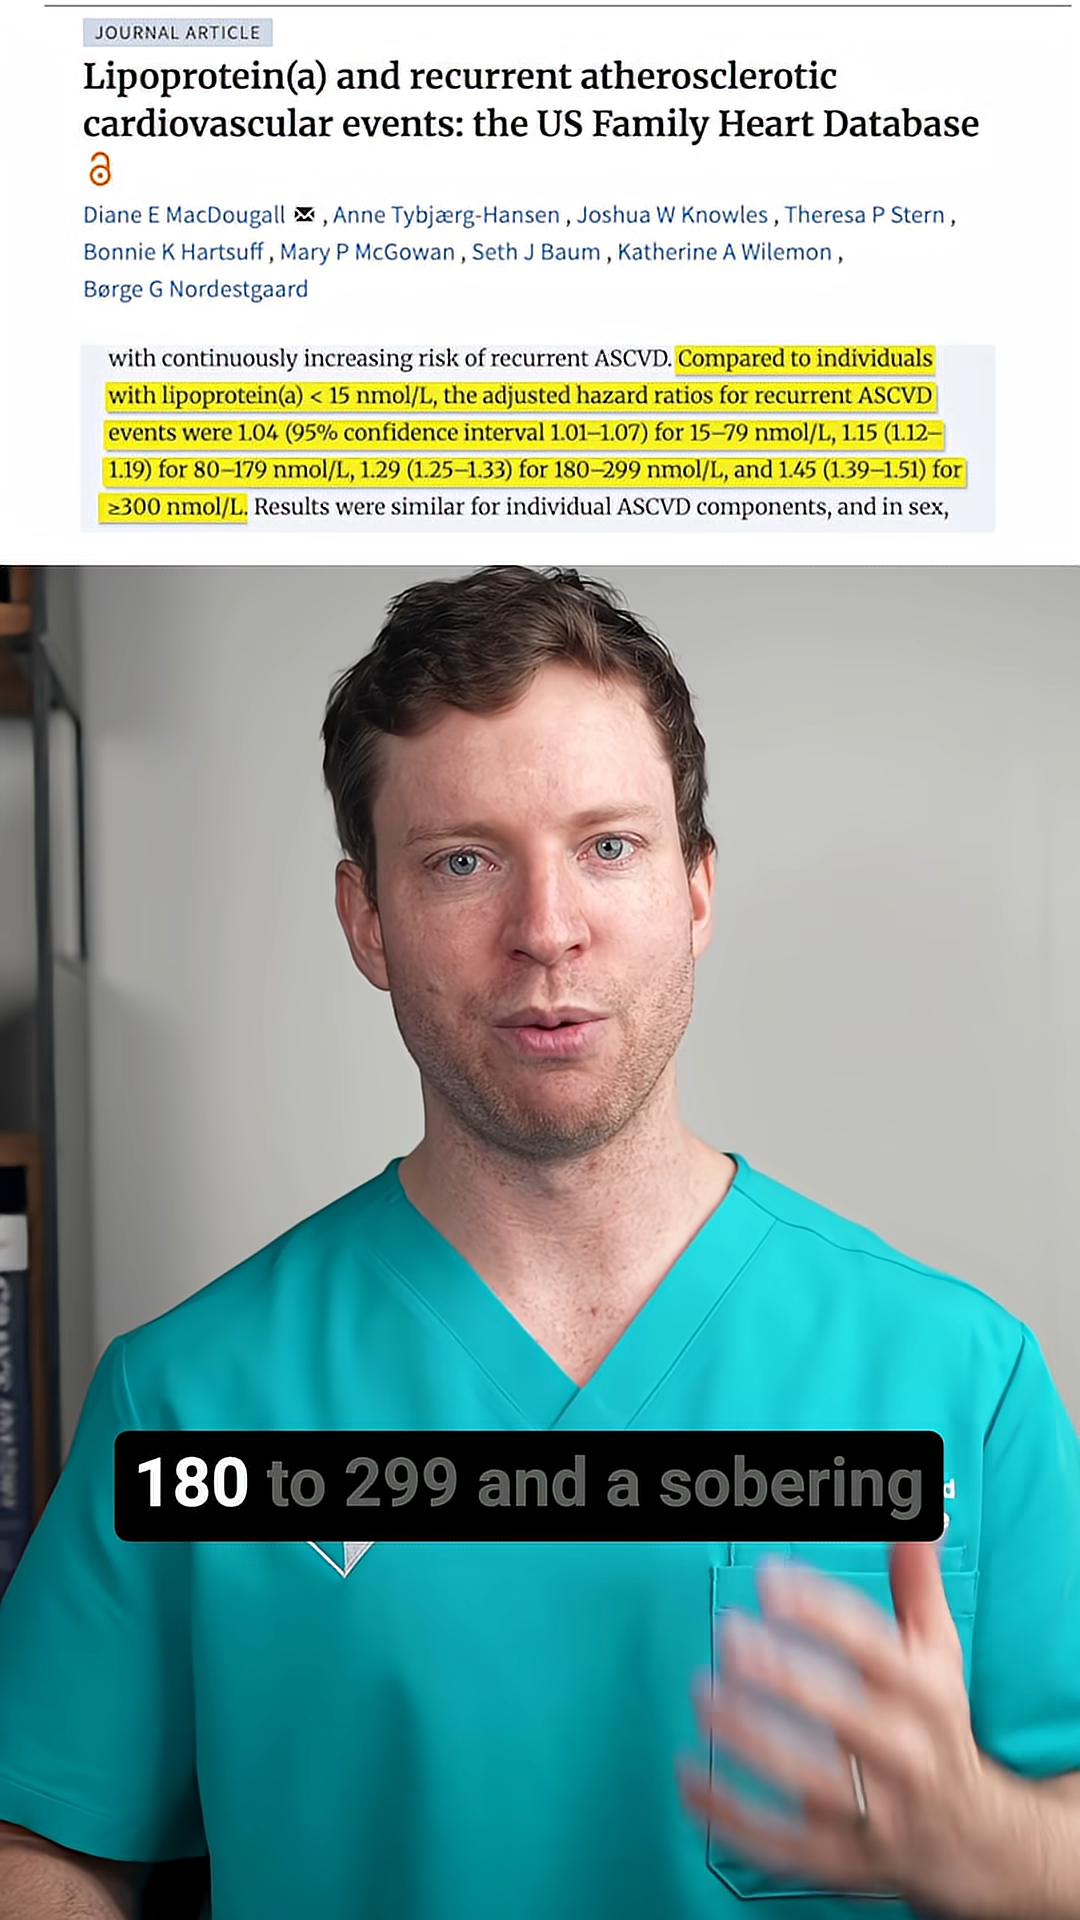 JOURNAL ARTICLE
Lipoprotein(a) and recurrent atherosclerotic
cardiovascular events: the US Family Heart Database
Diane E MacDougall , Anne Tybjærg-Hansen , Joshua W Knowles , Theresa P Stern ,
Bonnie K Hartsuff , Mary P McGowan , Seth J Baum , Katherine A Wilemon ,
Børge G Nordestgaard
with continuously increasing risk of recurrent ASCVD. Compared to individuals
with lipoprotein(a) < 15 nmol/L, the adjusted hazard ratios for recurrent ASCVD
events were 1.04 (95% confidence interval 1.01–1.07) for 15–79 nmol/L, 1.15 (1.12–
1.19) for 80–179 nmol/L, 1.29 (1.25–1.33) for 180–299 nmol/L, and 1.45 (1.39–1.51) for
≥300 nmol/L. Results were similar for individual ASCVD components, and in sex,
180 to 299 and a sobering